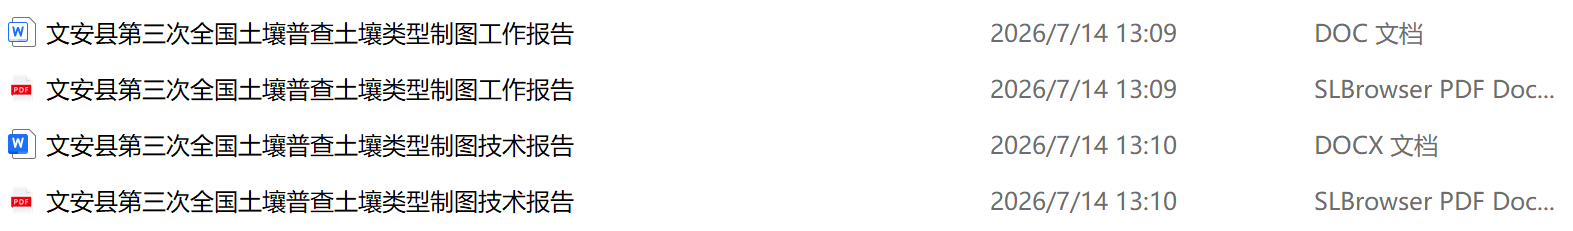 文安县第三次全国土壤普查土壤类型制图工作报告 2026/7/14 13:09 DOC 文档
文安县第三次全国土壤普查土壤类型制图工作报告 2026/7/14 13:09 SLBrowser PDF Doc...
文安县第三次全国土壤普查土壤类型制图技术报告 2026/7/14 13:10 DOCX 文档
文安县第三次全国土壤普查土壤类型制图技术报告 2026/7/14 13:10 SLBrowser PDF Doc...